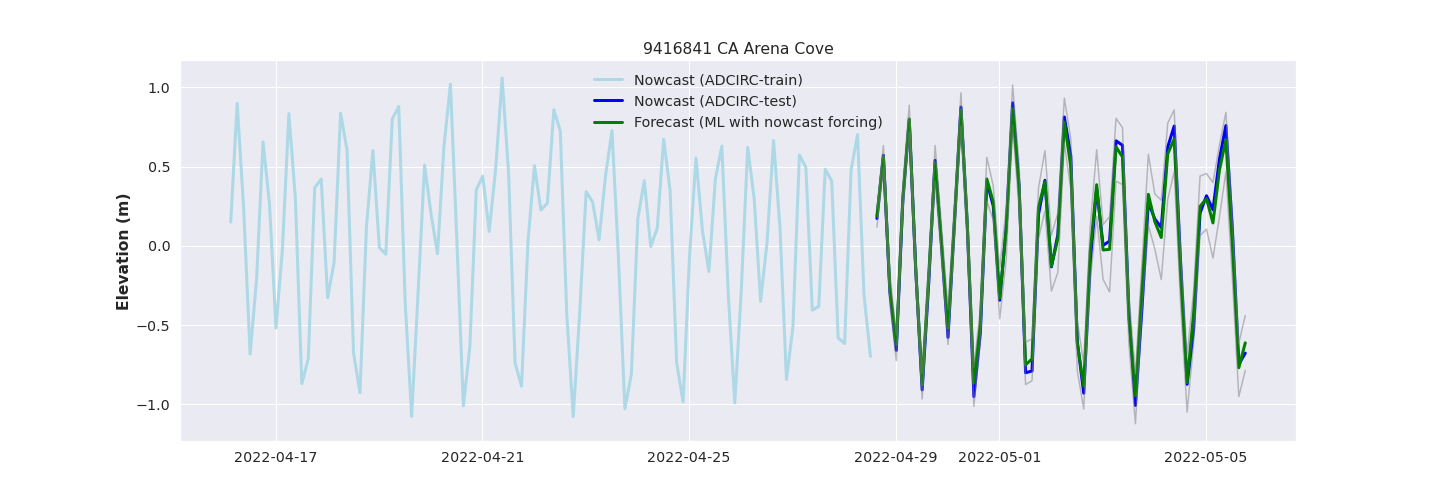 9416841 CA Arena Cove
Nowcast (ADCIRC-train)
Nowcast (ADCIRC-test)
Forecast (ML with nowcast forcing)
Elevation (m)
1.0
0.5
0.0
−0.5
−1.0
2022-04-17
2022-04-21
2022-04-25
2022-04-29
2022-05-01
2022-05-05